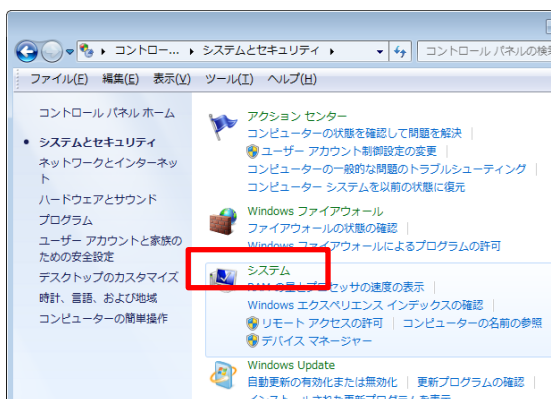 コントロー... ▸ システムとセキュリティ ▸
コントロール パネルの検
ファイル(F) 編集(E) 表示(V) ツール(T) ヘルプ(H)
コントロール パネル ホーム
• システムとセキュリティ
ネットワークとインターネッ
ト
ハードウェアとサウンド
プログラム
ユーザー アカウントと家族の
ための安全設定
デスクトップのカスタマイズ
時計、言語、および地域
コンピューターの簡単操作
アクション センター
コンピューターの状態を確認して問題を解決
ユーザー アカウント制御設定の変更
コンピューターの一般的な問題のトラブルシューティング
コンピューター システムを以前の状態に復元
Windows ファイアウォール
ファイアウォールの状態の確認
Windows ファイアウォールによるプログラムの許可
システム
RAM の量とプロセッサの速度の表示
Windows エクスペリエンス インデックスの確認
リモート アクセスの許可 | コンピューターの名前の参照
デバイス マネージャー
Windows Update
自動更新の有効化または無効化 | 更新プログラムの確認
インストールされた更新プログラムを表示